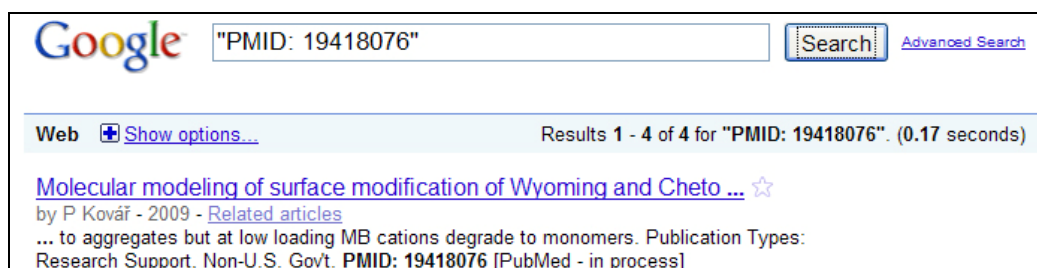 Google "PMID: 19418076" Search Advanced Search
Web Show options... Results 1 - 4 of 4 for "PMID: 19418076". (0.17 seconds)
Molecular modeling of surface modification of Wyoming and Cheto ...
by P Kovář - 2009 - Related articles
... to aggregates but at low loading MB cations degrade to monomers. Publication Types:
Research Support, Non-U.S. Gov't. PMID: 19418076 [PubMed - in process]